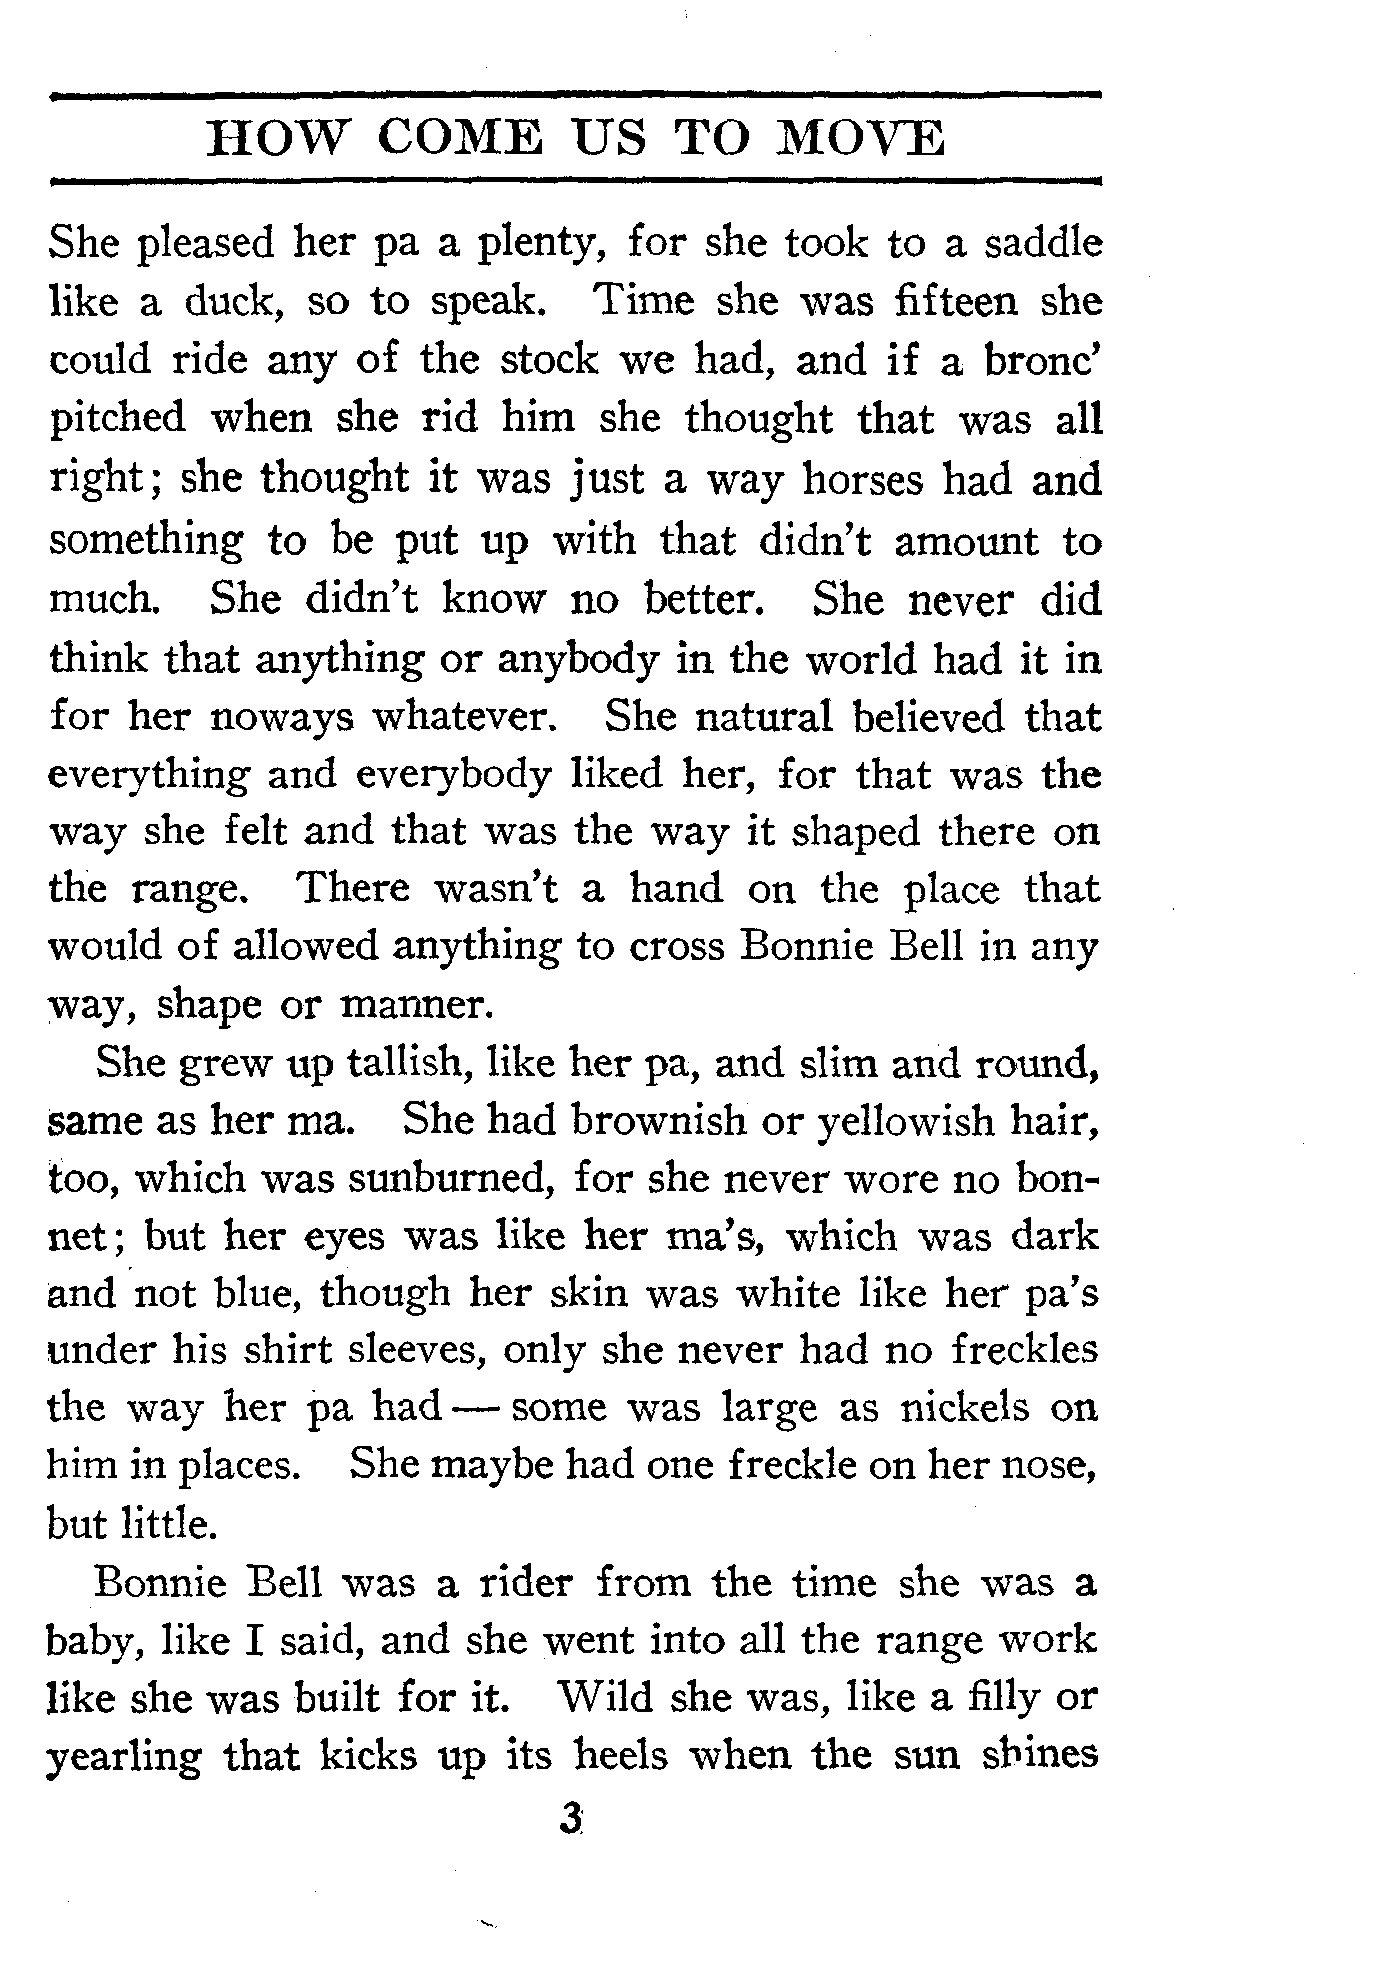 HOW COME US TO MOVE
She pleased her pa a plenty, for she took to a saddle
like a duck, so to speak. Time she was fifteen she
could ride any of the stock we had, and if a bronc'
pitched when she rid him she thought that was all
right; she thought it was just a way horses had and
something to be put up with that didn't amount to
much. She didn't know no better. She never did
think that anything or anybody in the world had it in
for her noways whatever. She natural believed that
everything and everybody liked her, for that was the
way she felt and that was the way it shaped there on
the range. There wasn't a hand on the place that
would of allowed anything to cross Bonnie Bell in any
way, shape or manner.
She grew up tallish, like her pa, and slim and round,
same as her ma. She had brownish or yellowish hair,
too, which was sunburned, for she never wore no bon-
net; but her eyes was like her ma's, which was dark
and not blue, though her skin was white like her pa's
under his shirt sleeves, only she never had no freckles
the way her pa had — some was large as nickels on
him in places. She maybe had one freckle on her nose,
but little.
Bonnie Bell was a rider from the time she was a
baby, like I said, and she went into all the range work
like she was built for it. Wild she was, like a filly or
yearling that kicks up its heels when the sun shines
3